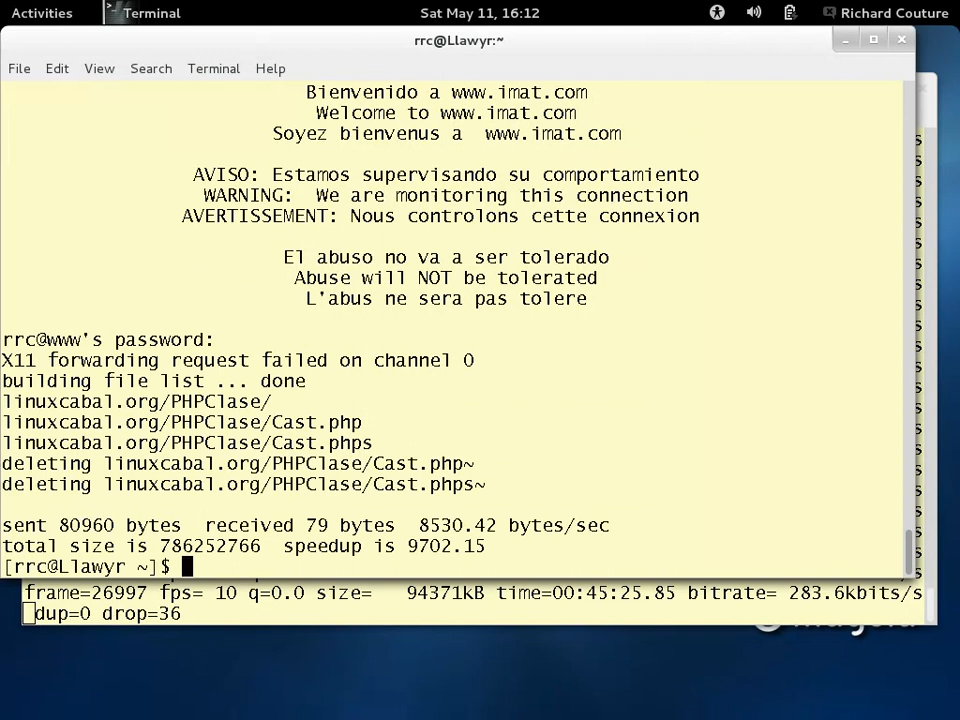 Activities Terminal Sat May 11, 16:12 Richard Couture
rrc@Llawyr:~
File Edit View Search Terminal Help
Bienvenido a www.imat.com
Welcome to www.imat.com
Soyez bienvenus a www.imat.com
AVISO: Estamos supervisando su comportamiento
WARNING: We are monitoring this connection
AVERTISSEMENT: Nous controlons cette connexion
El abuso no va a ser tolerado
Abuse will NOT be tolerated
L'abus ne sera pas tolere
rrc@www's password:
X11 forwarding request failed on channel 0
building file list ... done
linuxcabal.org/PHPClase/
linuxcabal.org/PHPClase/Cast.php
linuxcabal.org/PHPClase/Cast.phps
deleting linuxcabal.org/PHPClase/Cast.php~
deleting linuxcabal.org/PHPClase/Cast.phps~
sent 80960 bytes received 79 bytes 8530.42 bytes/sec
total size is 786252766 speedup is 9702.15
[rrc@Llawyr ~]$
frame=26997 fps= 10 q=0.0 size= 94371kB time=00:45:25.85 bitrate= 283.6kbits/s
dup=0 drop=36